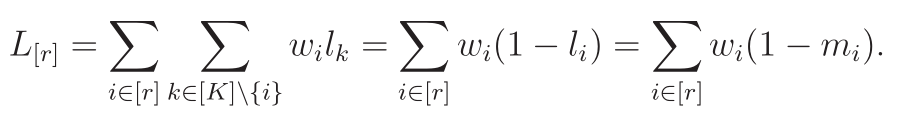 $L_{[r]} = \sum_{i \in [r]} \sum_{k \in [K] \setminus \{i\}} w_i l_k = \sum_{i \in [r]} w_i (1 - l_i) = \sum_{i \in [r]} w_i (1 - m_i).$